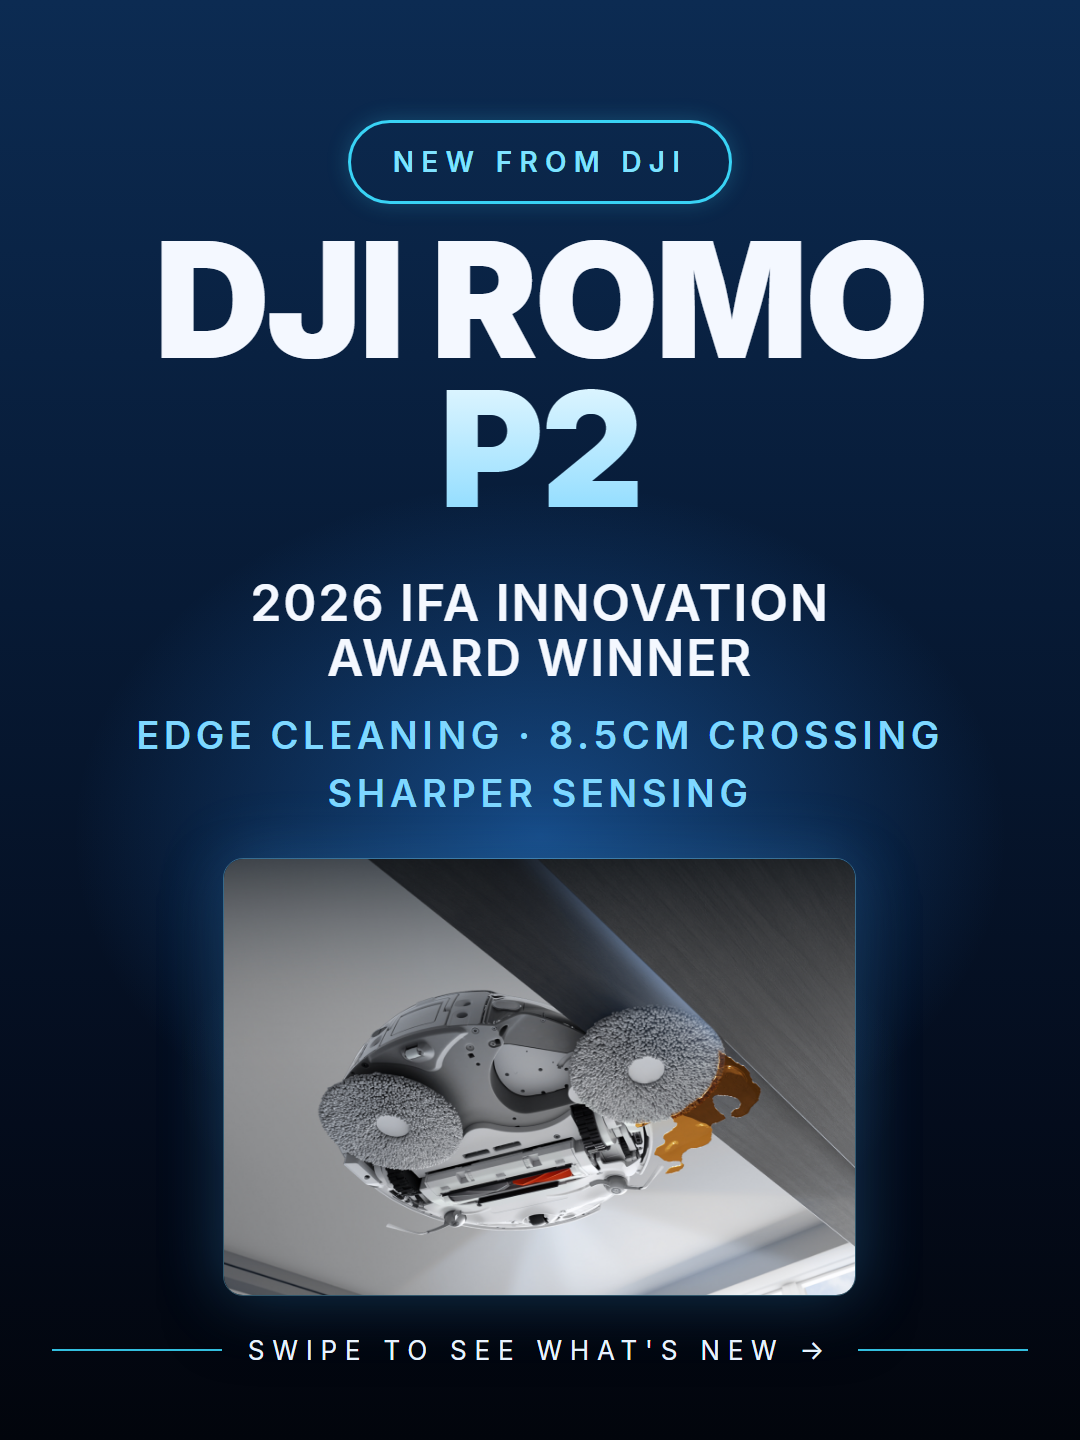 NEW FROM DJI
DJI ROMO
P2
2026 IFA INNOVATION
AWARD WINNER
EDGE CLEANING · 8.5CM CROSSING
SHARPER SENSING
SWIPE TO SEE WHAT'S NEW →